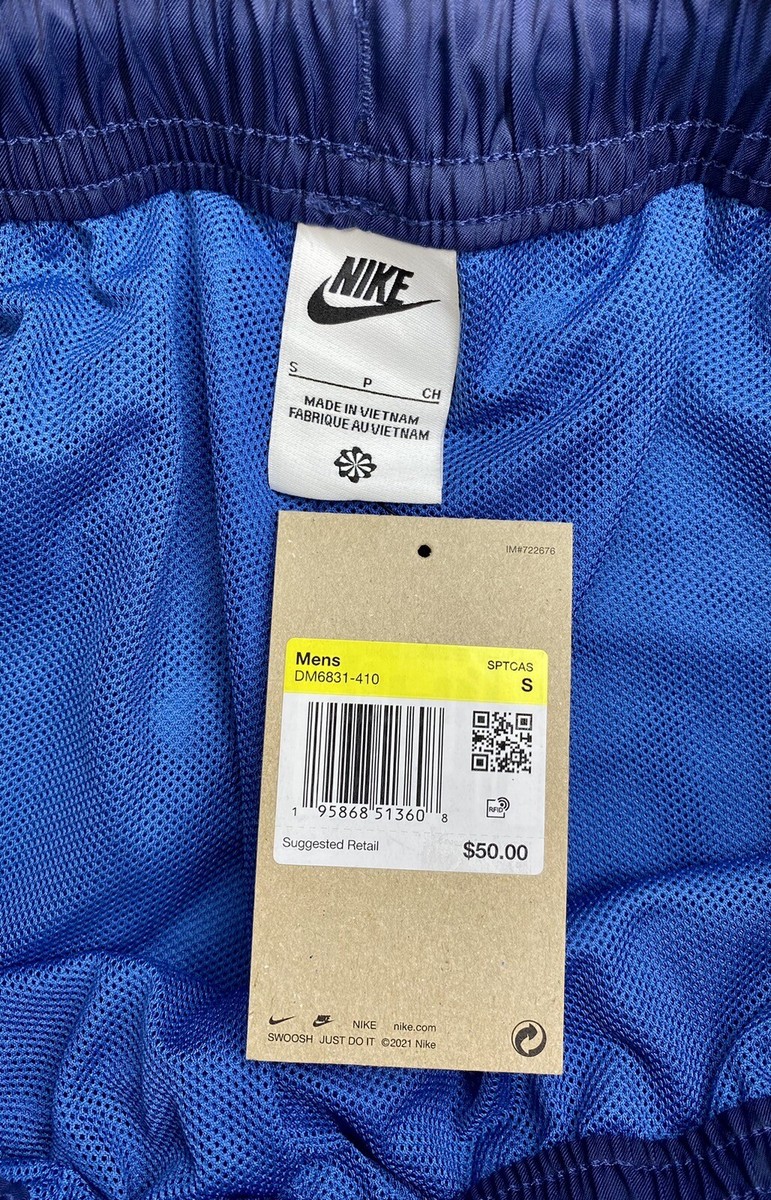 NIKE
S
P
CH
MADE IN VIETNAM
FABRIQUE AU VIETNAM
IM#722676
Mens
SPTCAS
DM6831-410
S
1 95868 51360 8
RFID
Suggested Retail
$50.00
NIKE nike.com
SWOOSH JUST DO IT ©2021 Nike